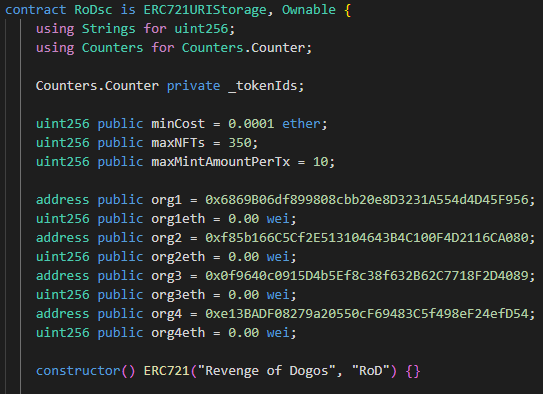 contract RoDsc is ERC721URIStorage, Ownable {
using Strings for uint256;
using Counters for Counters.Counter;
Counters.Counter private _tokenIds;
uint256 public minCost = 0.0001 ether;
uint256 public maxNFTs = 350;
uint256 public maxMintAmountPerTx = 10;
address public org1 = 0x6869B06df899808cbb20e8D3231A554d4D45F956;
uint256 public org1eth = 0.00 wei;
address public org2 = 0xf85b166C5Cf2E513104643B4C100F4D2116CA080;
uint256 public org2eth = 0.00 wei;
address public org3 = 0x0f9640c0915D4b5Ef8c38f632B62C7718F2D4089;
uint256 public org3eth = 0.00 wei;
address public org4 = 0xe13BADF08279a20550cF69483C5f498eF24efD54;
uint256 public org4eth = 0.00 wei;
constructor() ERC721("Revenge of Dogos", "RoD") {}